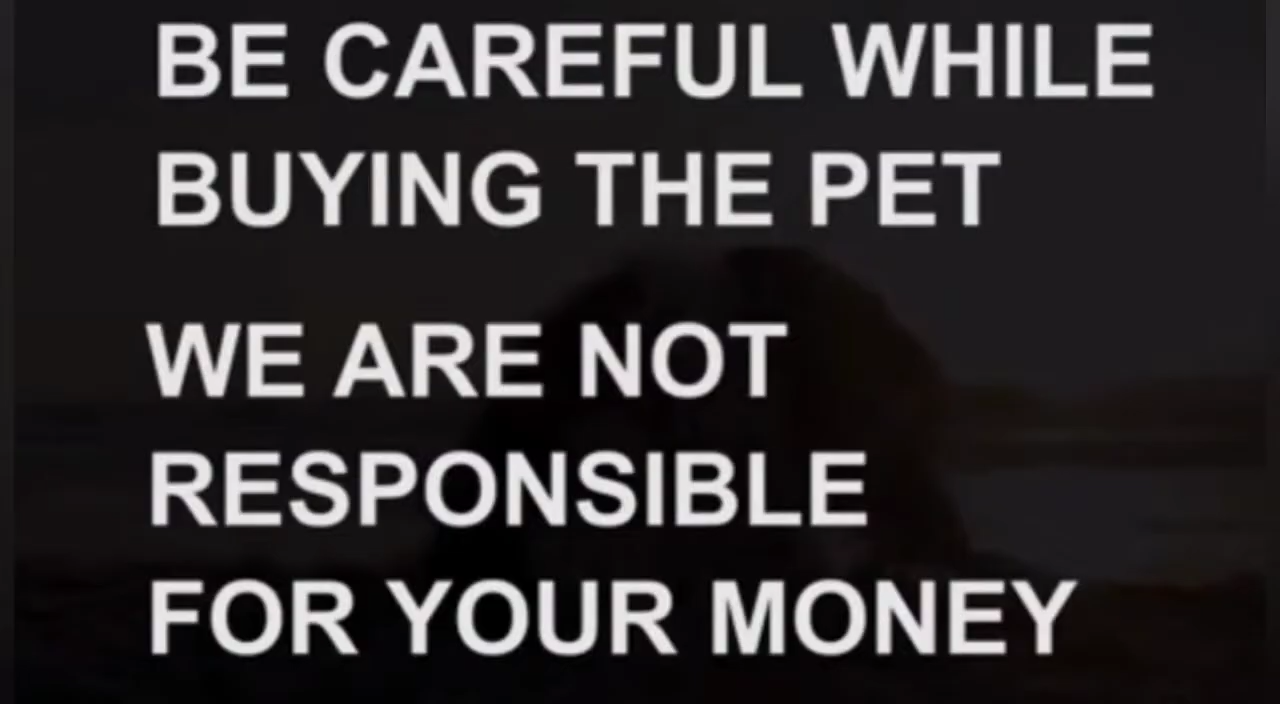 BE CAREFUL WHILE
BUYING THE PET
WE ARE NOT
RESPONSIBLE
FOR YOUR MONEY